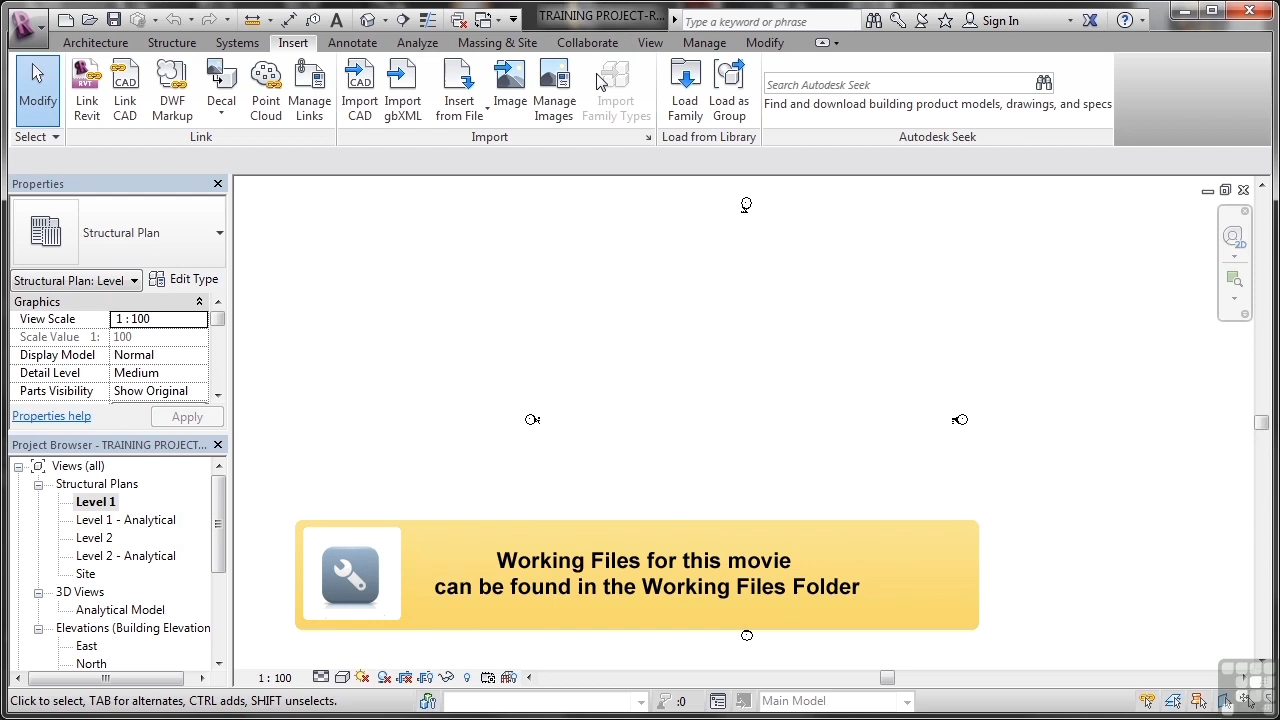 TRAINING PROJECT-R...
Type a keyword or phrase
Sign In
Architecture Structure Systems Insert Annotate Analyze Massing & Site Collaborate View Manage Modify
Modify
Link Revit
Link CAD
DWF Markup
Decal
Point Cloud
Manage Links
Import CAD
Import gbXML
Insert from File
Image
Manage Images
Import Family Types
Load Family
Load as Group
Search Autodesk Seek
Find and download building product models, drawings, and specs
Select
Link
Import
Load from Library
Autodesk Seek
Properties
Structural Plan
Structural Plan: Level
Edit Type
Graphics
View Scale 1 : 100
Scale Value 1: 100
Display Model Normal
Detail Level Medium
Parts Visibility Show Original
Properties help
Apply
Project Browser - TRAINING PROJECT...
Views (all)
Structural Plans
Level 1
Level 1 - Analytical
Level 2
Level 2 - Analytical
Site
3D Views
Analytical Model
Elevations (Building Elevation
East
North
Working Files for this movie
can be found in the Working Files Folder
1 : 100
Click to select, TAB for alternates, CTRL adds, SHIFT unselects.
:0
Main Model